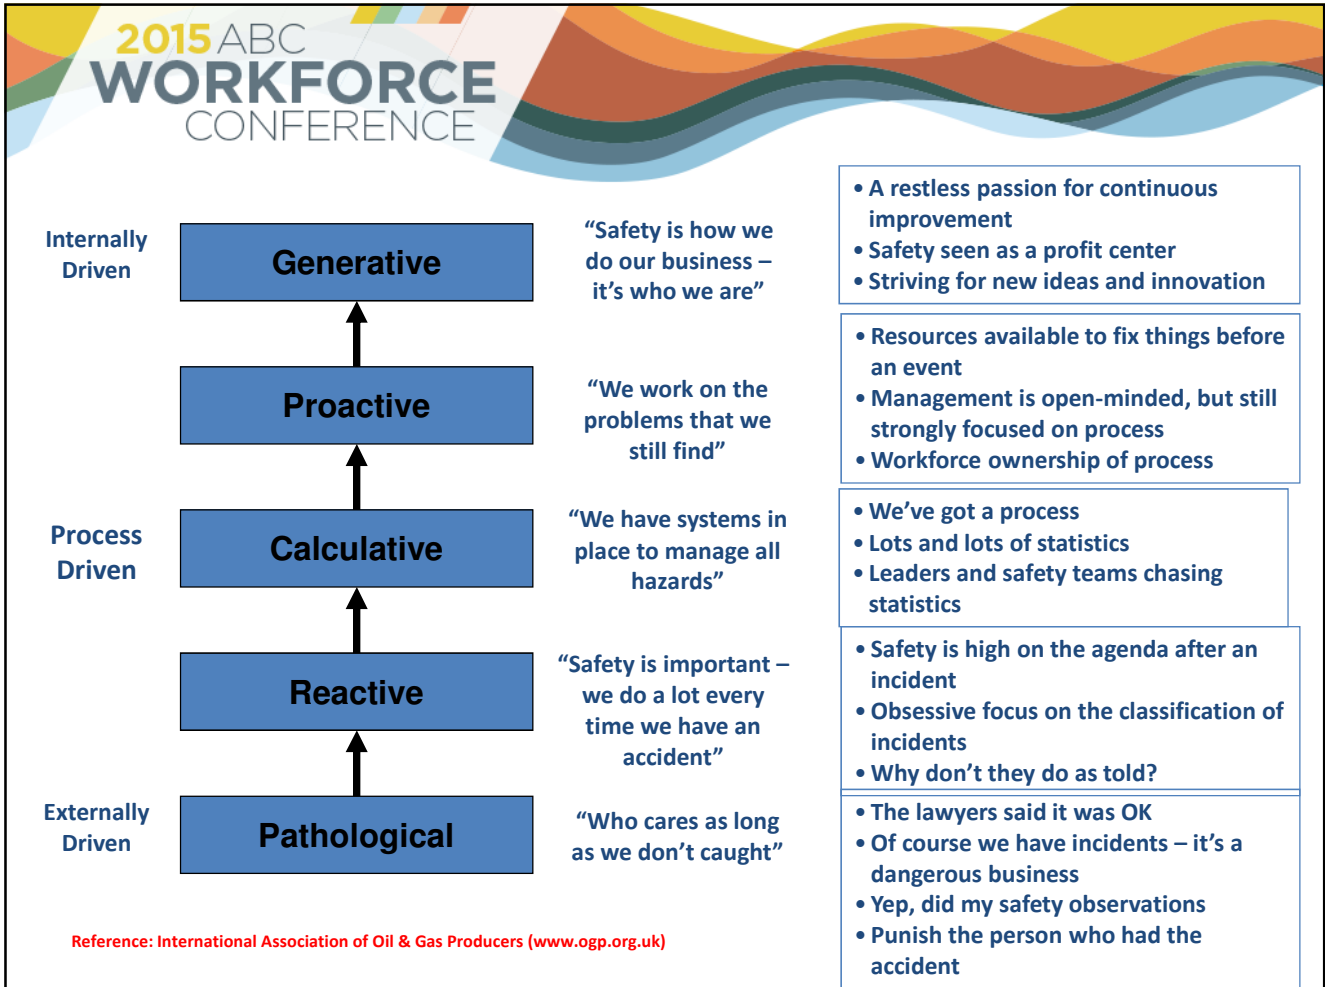 2015 ABC
WORKFORCE
CONFERENCE
Internally
Driven
Generative
“Safety is how we
do our business –
it’s who we are”
• A restless passion for continuous
improvement
• Safety seen as a profit center
• Striving for new ideas and innovation
Proactive
“We work on the
problems that we
still find”
• Resources available to fix things before
an event
• Management is open-minded, but still
strongly focused on process
• Workforce ownership of process
Process
Driven
Calculative
“We have systems in
place to manage all
hazards”
• We’ve got a process
• Lots and lots of statistics
• Leaders and safety teams chasing
statistics
Reactive
“Safety is important –
we do a lot every
time we have an
accident”
• Safety is high on the agenda after an
incident
• Obsessive focus on the classification of
incidents
• Why don’t they do as told?
Externally
Driven
Pathological
“Who cares as long
as we don’t caught”
• The lawyers said it was OK
• Of course we have incidents – it’s a
dangerous business
• Yep, did my safety observations
• Punish the person who had the
accident
Reference: International Association of Oil & Gas Producers (www.ogp.org.uk)